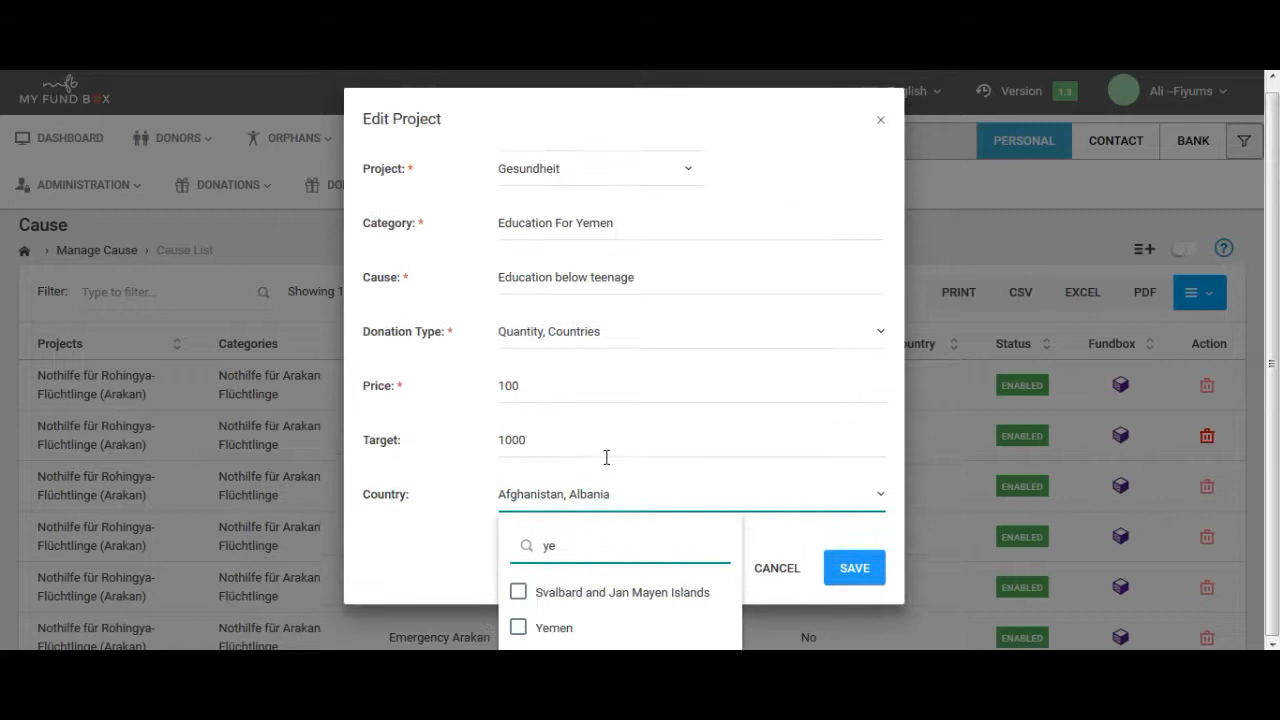 MY FUND BOX
glish
Version
1.3
Ali –Fiyums
DASHBOARD
DONORS
ORPHANS
PERSONAL
CONTACT
BANK
ADMINISTRATION
DONATIONS
DO
Cause
Manage Cause
Cause List
Filter:
Type to filter...
Showing 1
PRINT
CSV
EXCEL
PDF
Projects
Categories
ountry
Status
Fundbox
Action
Nothilfe für Rohingya-
Flüchtlinge (Arakan)
Nothilfe für Arakan
Flüchtlinge
ENABLED
Nothilfe für Rohingya-
Flüchtlinge (Arakan)
Nothilfe für Arakan
Flüchtlinge
ENABLED
Nothilfe für Rohingya-
Flüchtlinge (Arakan)
Nothilfe für Arakan
Flüchtlinge
ENABLED
Nothilfe für Rohingya-
Flüchtlinge (Arakan)
Nothilfe für Arakan
Flüchtlinge
ENABLED
Nothilfe für Rohingya-
Flüchtlinge (Arakan)
Nothilfe für Arakan
Flüchtlinge
ENABLED
Nothilfe für Rohingya-
Nothilfe für Arakan
Emergency Arakan
No
ENABLED
Edit Project
×
Project: *
Gesundheit
Category: *
Education For Yemen
Cause: *
Education below teenage
Donation Type: *
Quantity, Countries
Price: *
100
Target:
1000
Country:
Afghanistan, Albania
ye
Svalbard and Jan Mayen Islands
Yemen
CANCEL
SAVE